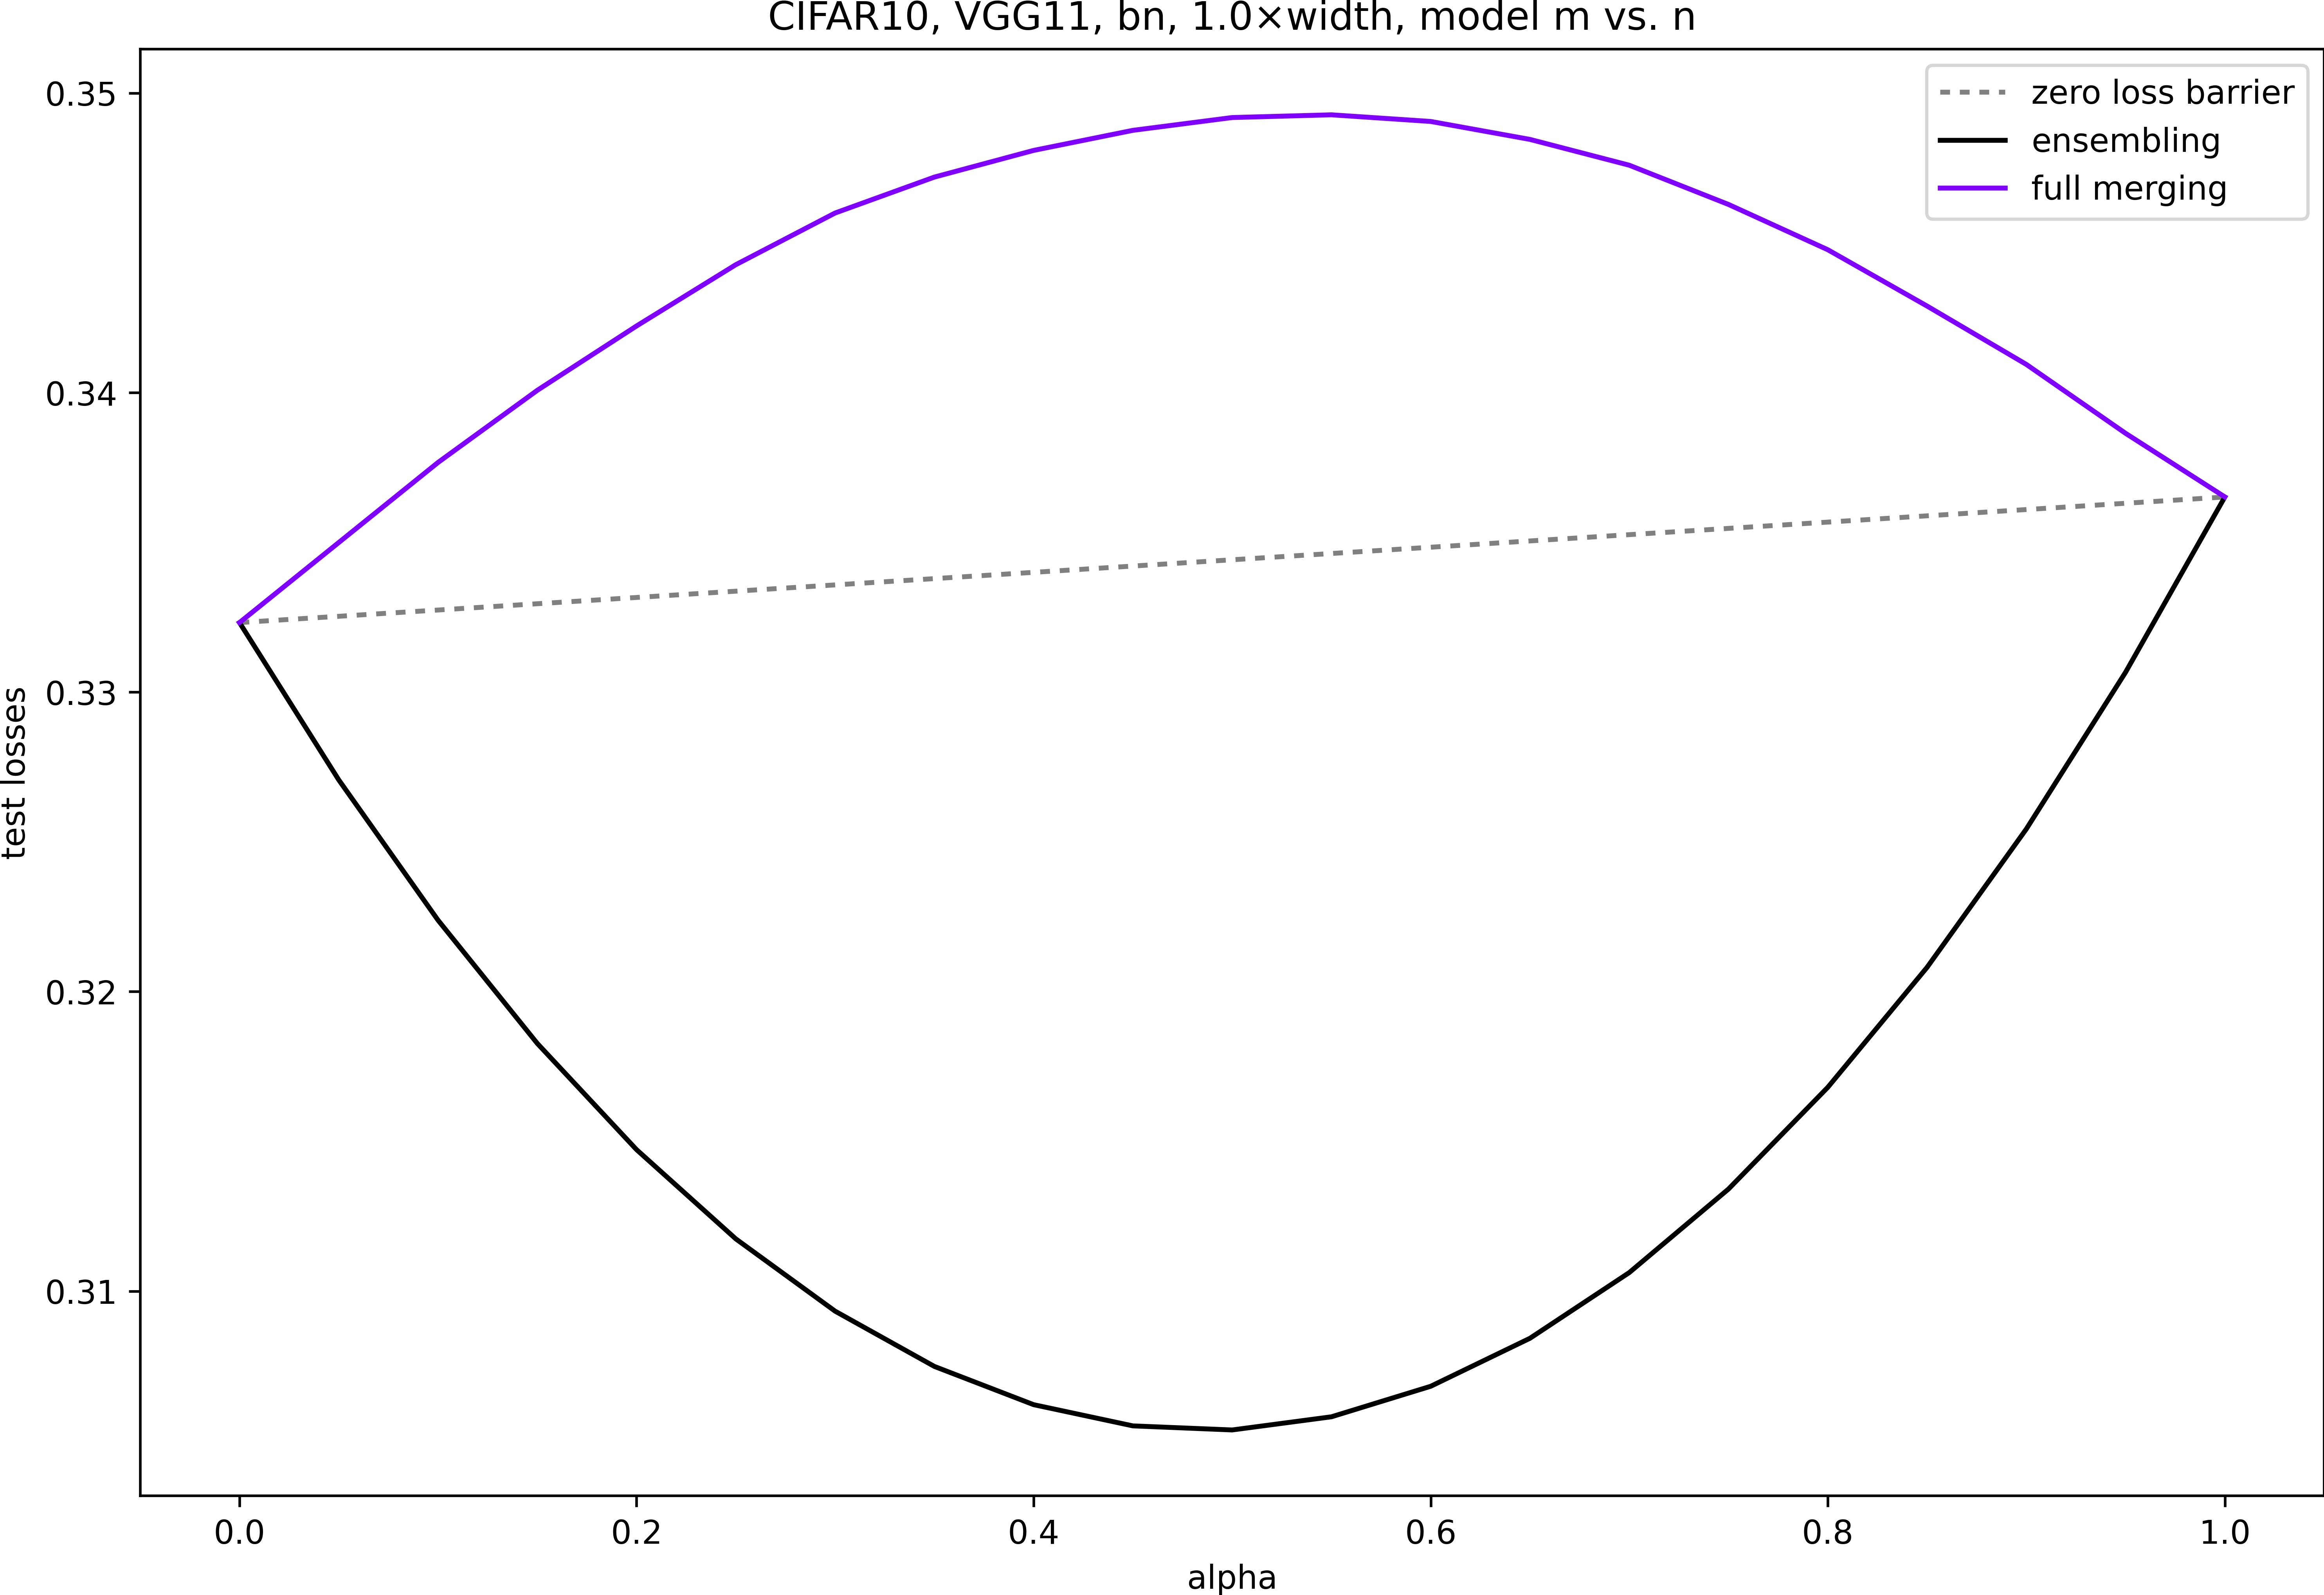 CIFAR10, VGG11, bn, 1.0×width, model m vs. n
zero loss barrier
ensembling
full merging
test losses
0.35
0.34
0.33
0.32
0.31
0.0 0.2 0.4 0.6 0.8 1.0
alpha